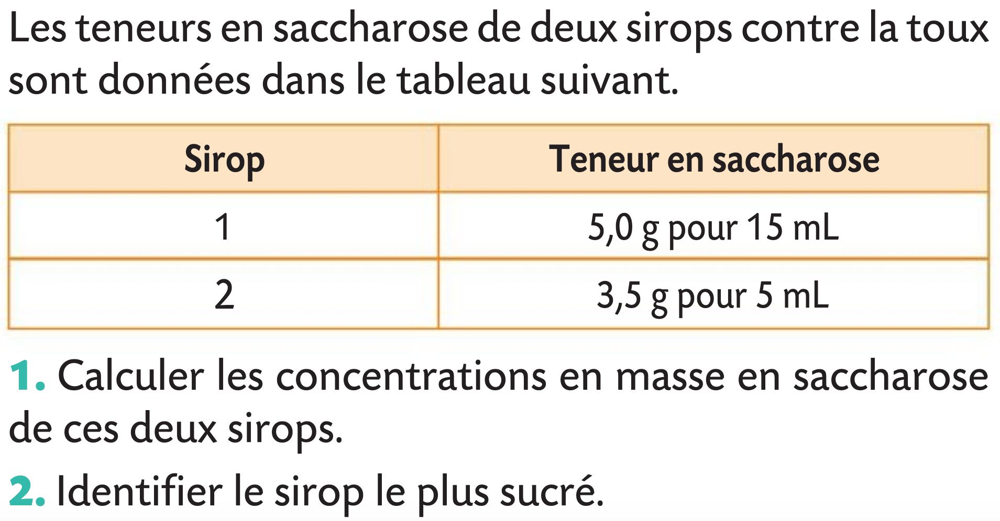 Les teneurs en saccharose de deux sirops contre la toux
sont données dans le tableau suivant.
Sirop Teneur en saccharose
1 5,0 g pour 15 mL
2 3,5 g pour 5 mL
1. Calculer les concentrations en masse en saccharose
de ces deux sirops.
2. Identifier le sirop le plus sucré.